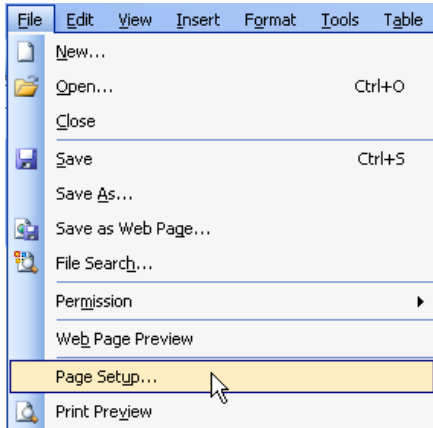 File Edit View Insert Format Tools Table
New...
Open... Ctrl+O
Close
Save Ctrl+S
Save As...
Save as Web Page...
File Search...
Permission
Web Page Preview
Page Setup...
Print Preview